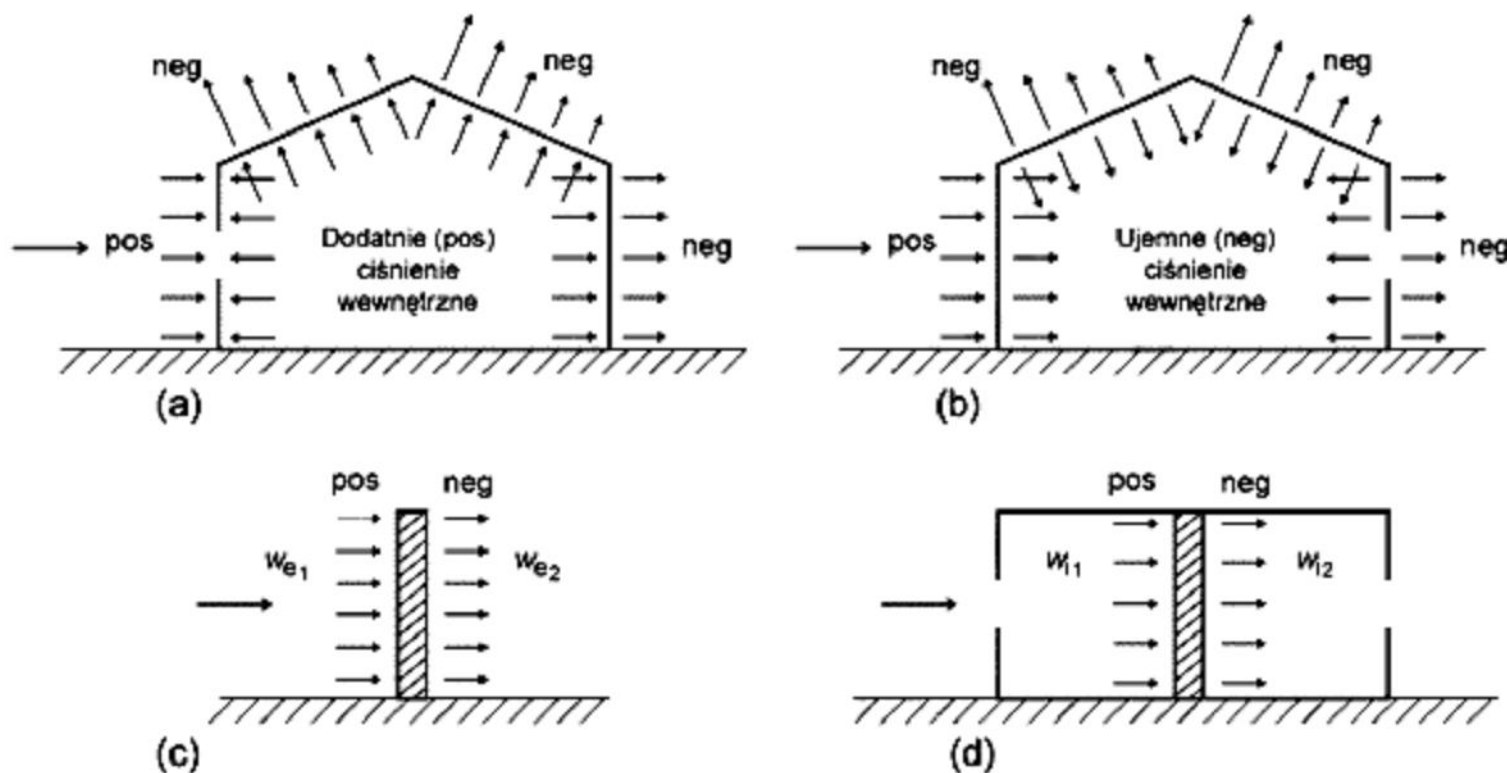 neg
neg
pos
Dodatnie (pos)
ciśnienie
wewnętrzne
neg
(a)
neg
neg
pos
Ujemne (neg)
ciśnienie
wewnętrzne
neg
(b)
pos neg
We1
We2
(c)
pos neg
Wi1
Wi2
(d)